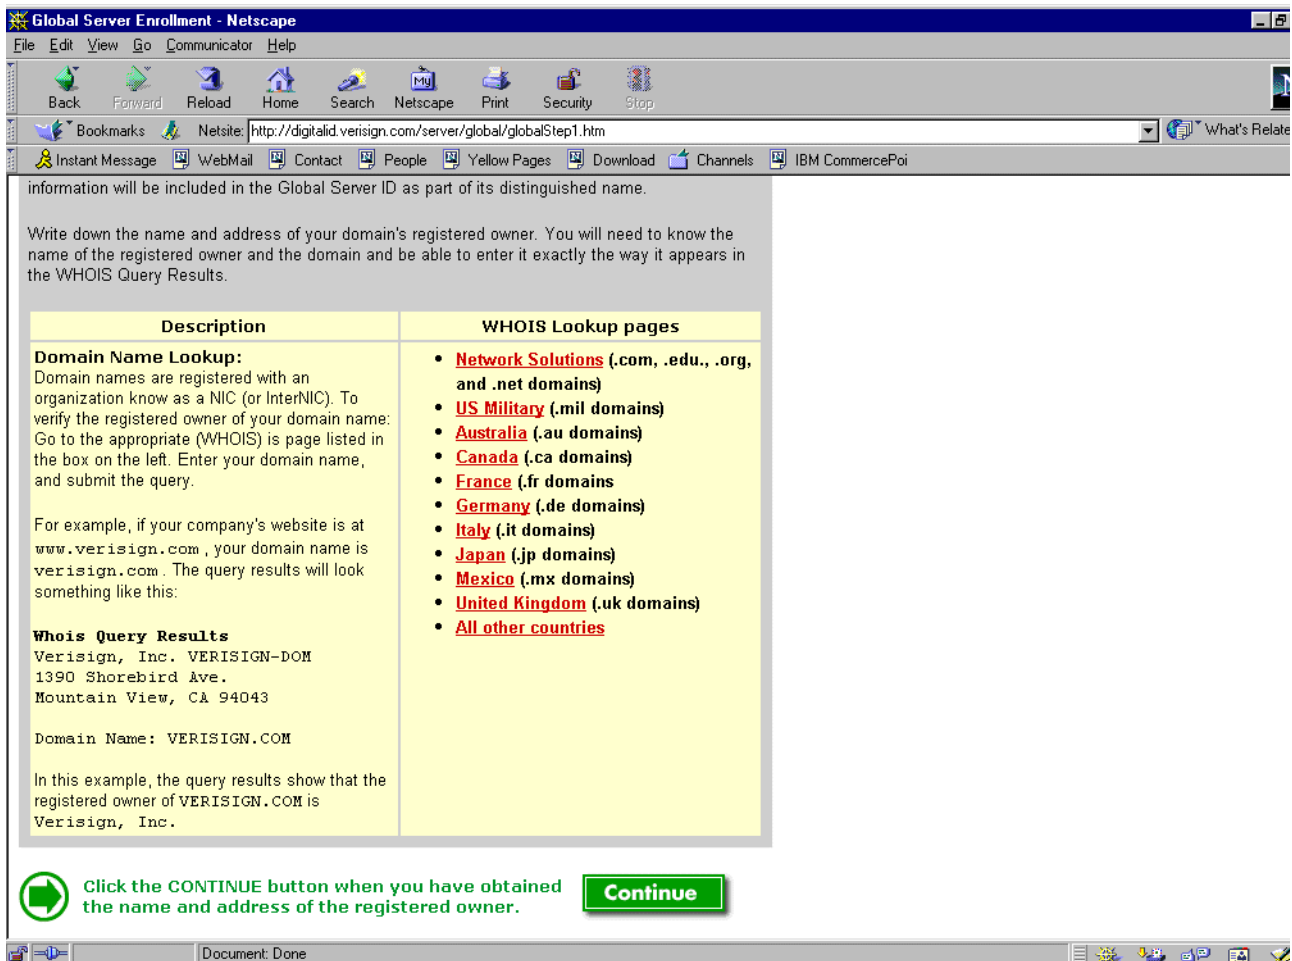 Global Server Enrollment - Netscape
File Edit View Go Communicator Help
Back Forward Reload Home Search Netscape Print Security Stop
My
Bookmarks Netsite: http://digitalid.verisign.com/server/global/globalStep1.htm What's Relate
Instant Message WebMail Contact People Yellow Pages Download Channels IBM CommercePoi
information will be included in the Global Server ID as part of its distinguished name.
Write down the name and address of your domain's registered owner. You will need to know the
name of the registered owner and the domain and be able to enter it exactly the way it appears in
the WHOIS Query Results.
Description
Domain Name Lookup:
Domain names are registered with an
organization know as a NIC (or InterNIC). To
verify the registered owner of your domain name:
Go to the appropriate (WHOIS) is page listed in
the box on the left. Enter your domain name,
and submit the query.
For example, if your company's website is at
www.verisign.com , your domain name is
verisign.com . The query results will look
something like this:
Whois Query Results
Verisign, Inc. VERISIGN-DOM
1390 Shorebird Ave.
Mountain View, CA 94043
Domain Name: VERISIGN.COM
In this example, the query results show that the
registered owner of VERISIGN.COM is
Verisign, Inc.
WHOIS Lookup pages
• Network Solutions (.com, .edu., .org,
and .net domains)
• US Military (.mil domains)
• Australia (.au domains)
• Canada (.ca domains)
• France (.fr domains
• Germany (.de domains)
• Italy (.it domains)
• Japan (.jp domains)
• Mexico (.mx domains)
• United Kingdom (.uk domains)
• All other countries
Click the CONTINUE button when you have obtained
the name and address of the registered owner.
Continue
Document: Done